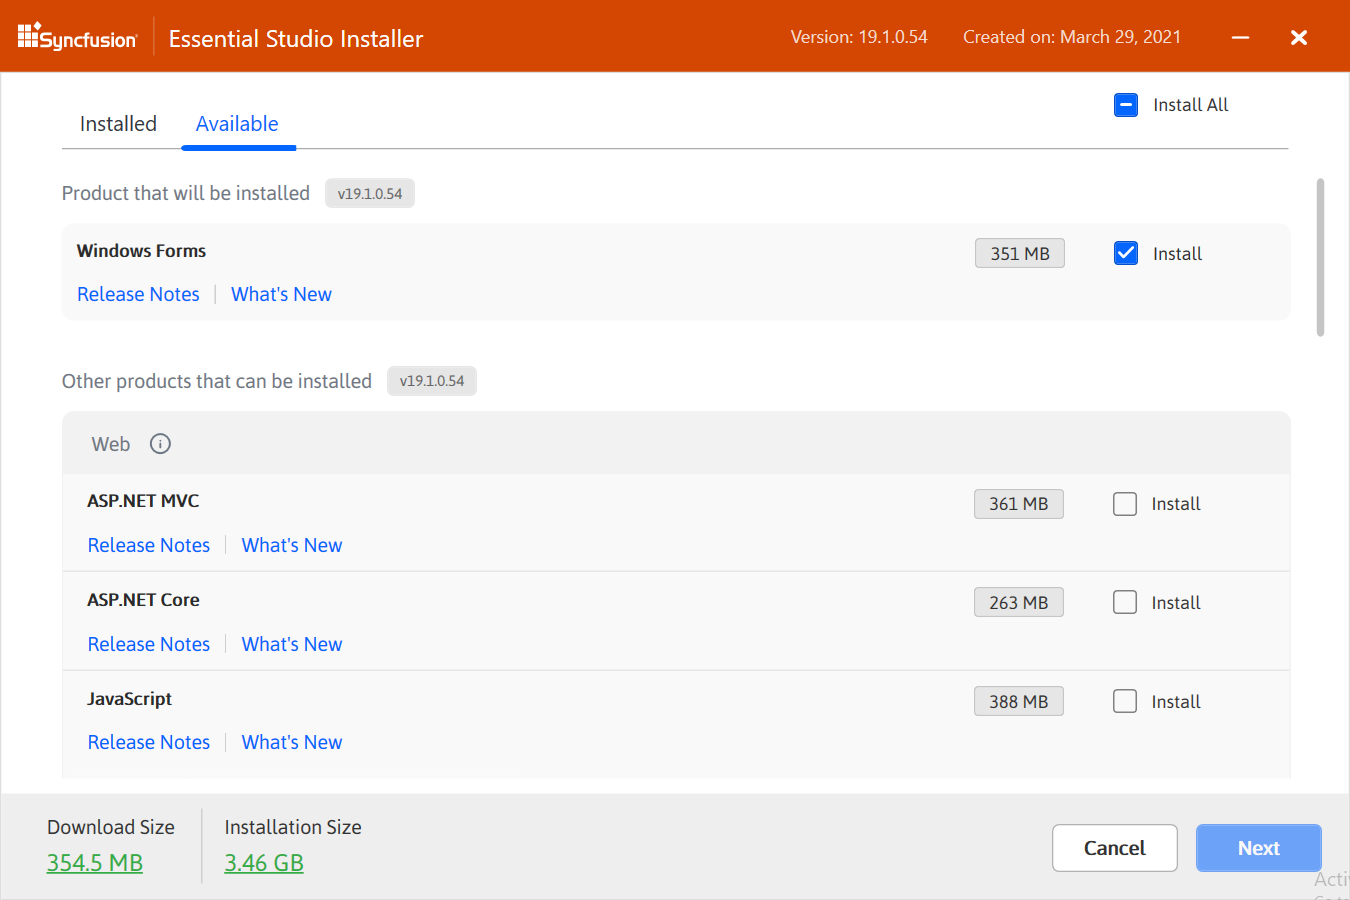 Syncfusion Essential Studio Installer Version: 19.1.0.54 Created on: March 29, 2021
Install All
Installed Available
Product that will be installed v19.1.0.54
Windows Forms 351 MB Install
Release Notes What's New
Other products that can be installed v19.1.0.54
Web
ASP.NET MVC 361 MB Install
Release Notes What's New
ASP.NET Core 263 MB Install
Release Notes What's New
JavaScript 388 MB Install
Release Notes What's New
Download Size Installation Size
354.5 MB 3.46 GB
Cancel Next